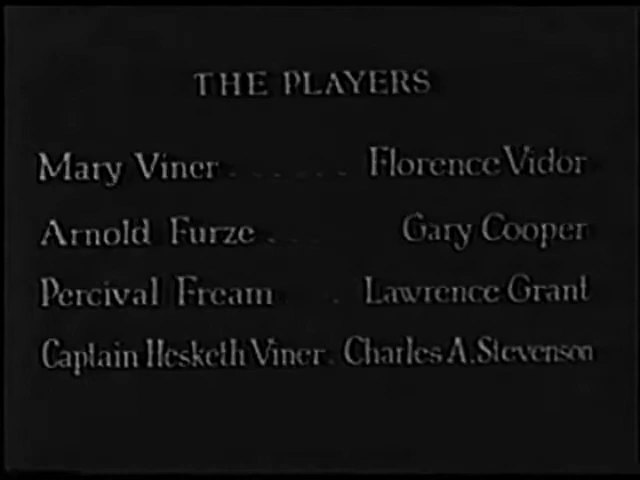 THE PLAYERS
Mary Viner . . . . . . Florence Vidor
Arnold Furze . . . Gary Cooper
Percival Fream . Lawrence Grant
Captain Hesketh Viner . Charles A. Stevenson